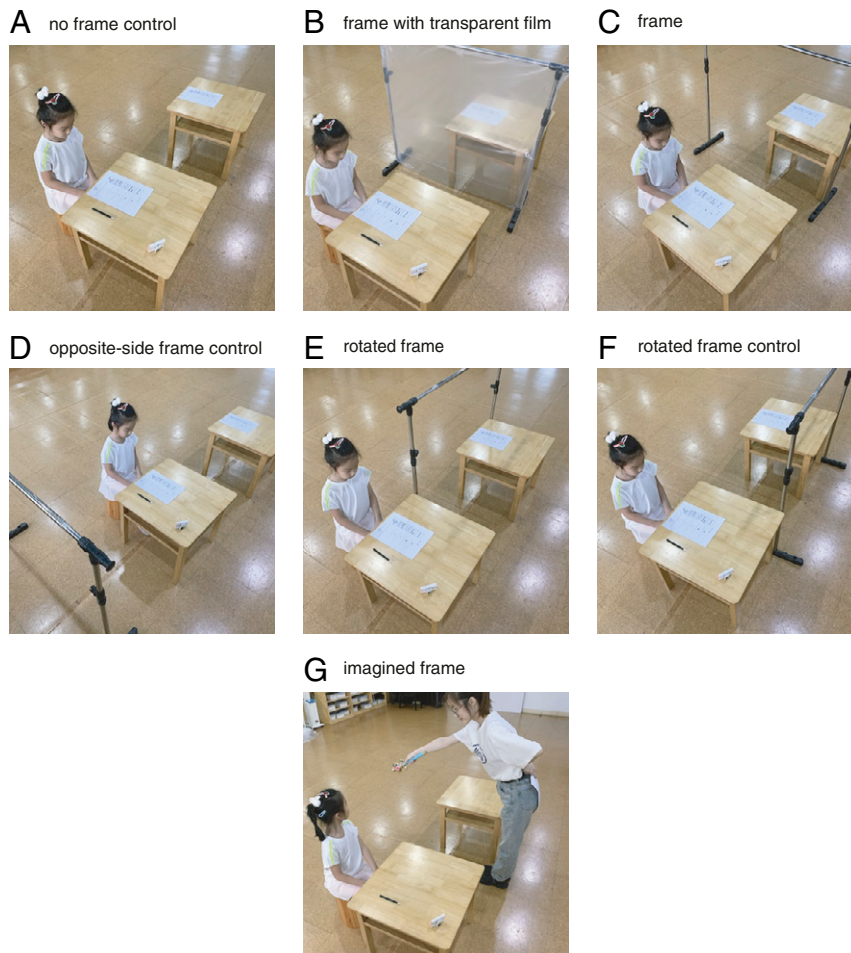 A no frame control
B frame with transparent film
C frame
D opposite-side frame control
E rotated frame
F rotated frame control
G imagined frame